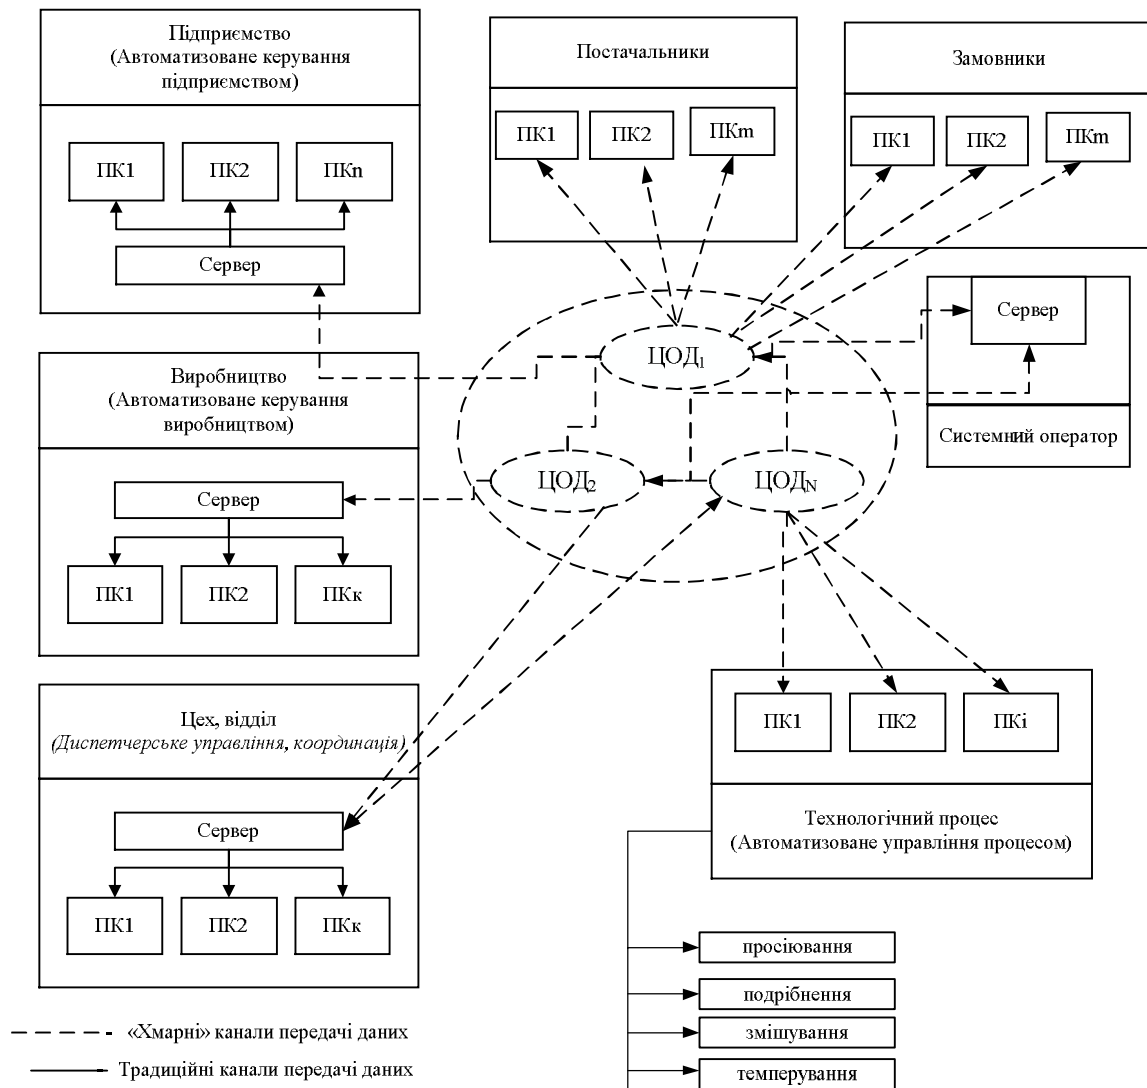 Підприємство
(Автоматизоване керування
підприємством)
ПК1
ПК2
ПКn
Сервер
Постачальники
ПК1
ПК2
ПКm
Замовники
ПК1
ПК2
ПКm
Сервер
Системний оператор
ЦОД1
ЦОД2
ЦОДN
Виробництво
(Автоматизоване керування
виробництвом)
Сервер
ПК1
ПК2
ПКк
Цех, відділ
(Диспетчерське управління, координація)
Сервер
ПК1
ПК2
ПКк
ПК1
ПК2
ПКі
Технологічний процес
(Автоматизоване управління процесом)
просіювання
подрібнення
змішування
темперування
«Хмарні» канали передачі даних
Традиційні канали передачі даних